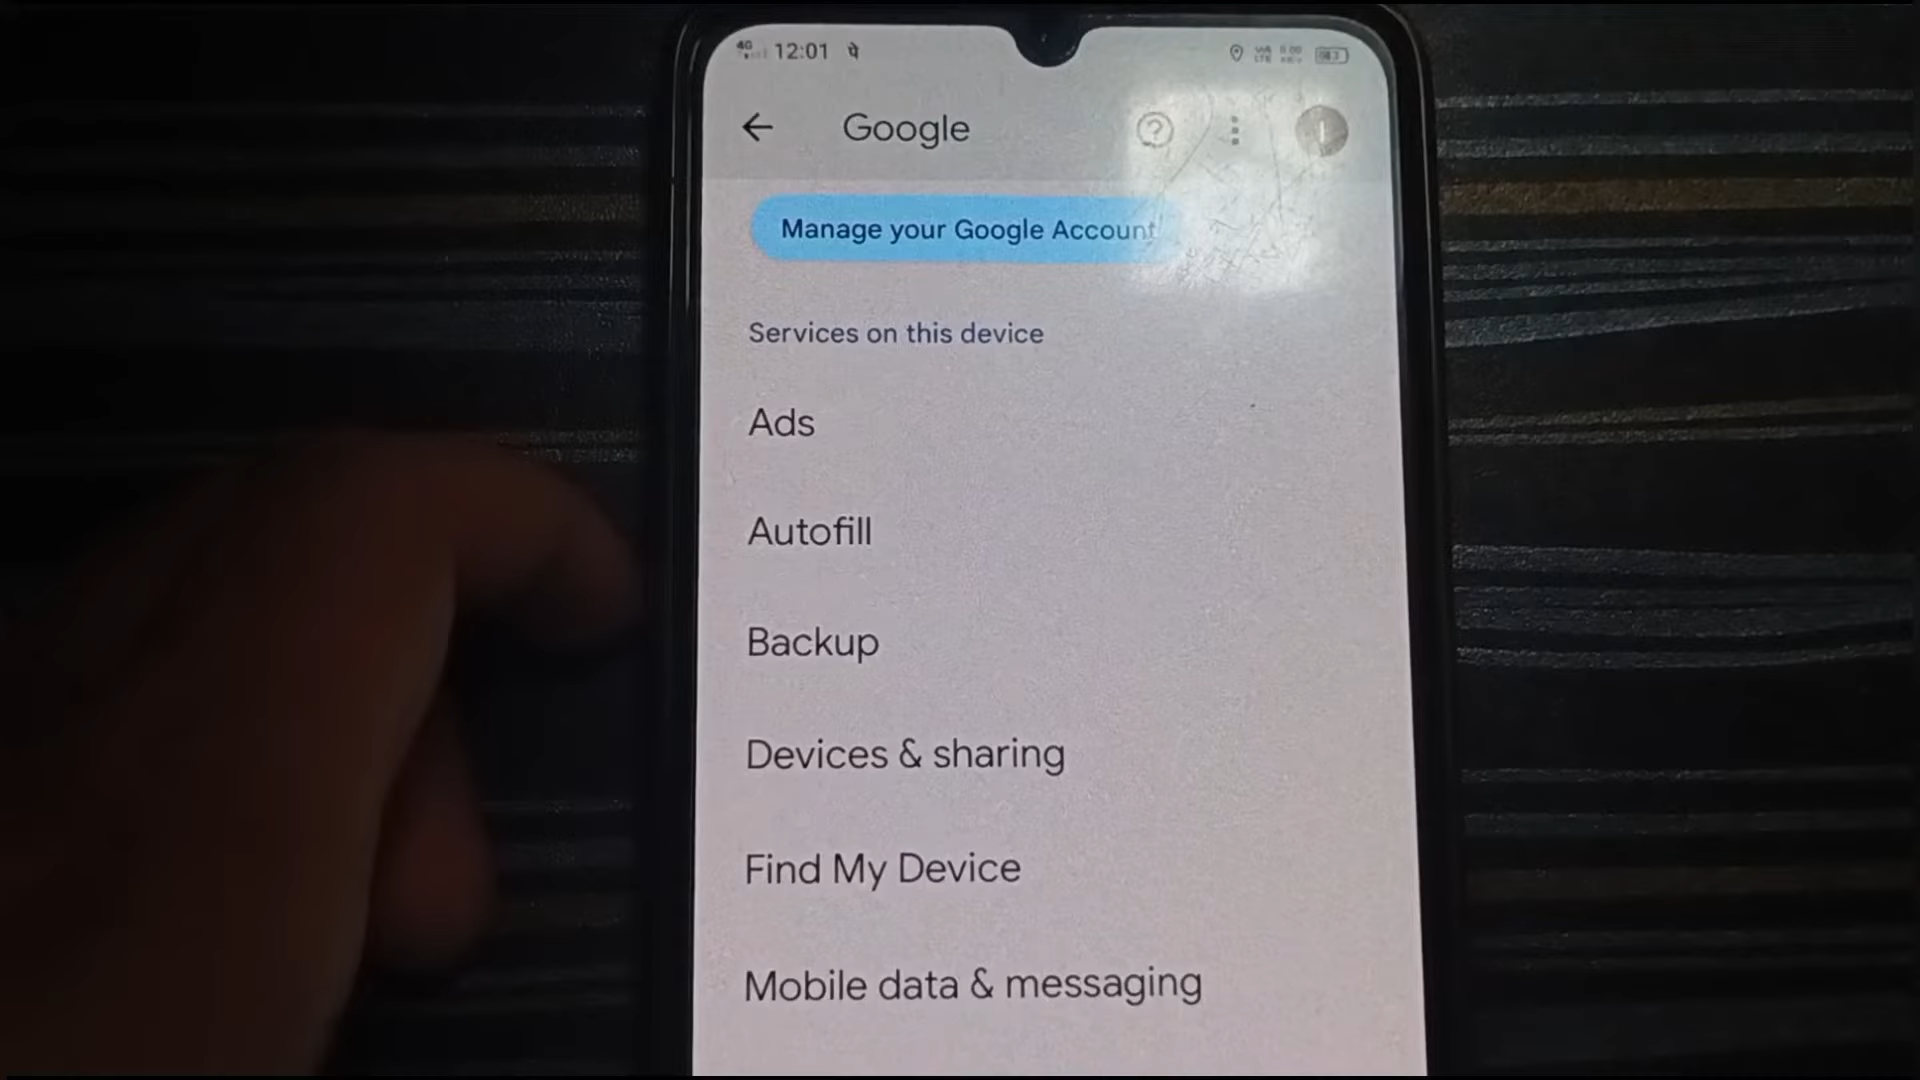 4G 12:01 पे
Google
Manage your Google Account
Services on this device
Ads
Autofill
Backup
Devices & sharing
Find My Device
Mobile data & messaging